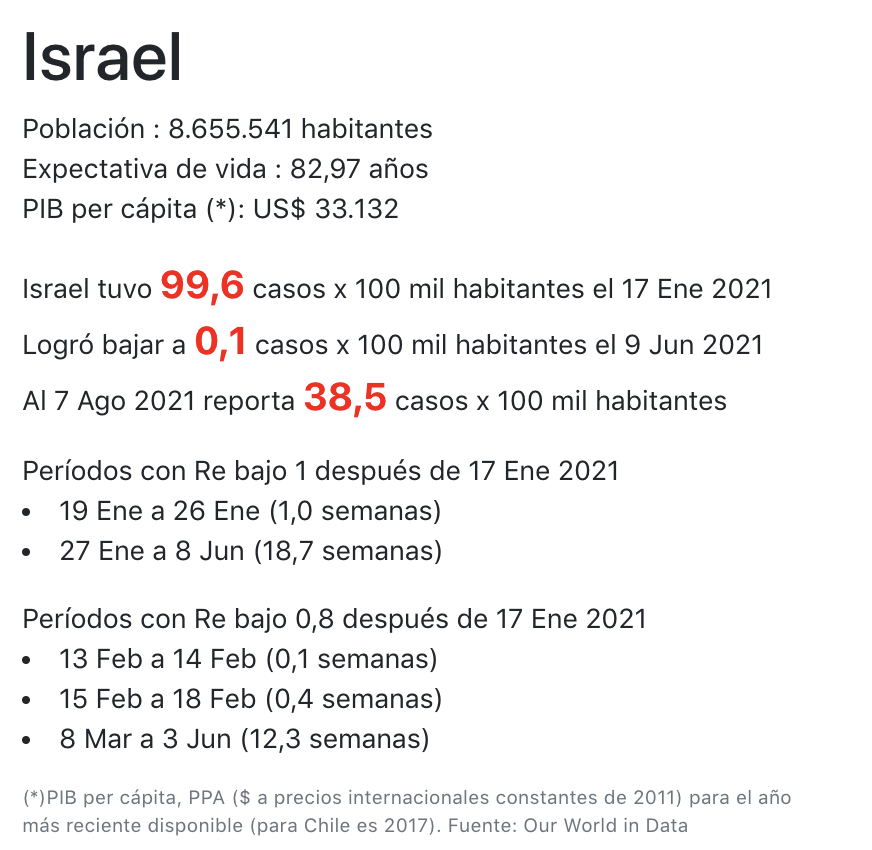 Israel
Población : 8.655.541 habitantes
Expectativa de vida : 82,97 años
PIB per cápita (*): US$ 33.132
Israel tuvo 99,6 casos x 100 mil habitantes el 17 Ene 2021
Logró bajar a 0,1 casos x 100 mil habitantes el 9 Jun 2021
Al 7 Ago 2021 reporta 38,5 casos x 100 mil habitantes
Períodos con Re bajo 1 después de 17 Ene 2021
• 19 Ene a 26 Ene (1,0 semanas)
• 27 Ene a 8 Jun (18,7 semanas)
Períodos con Re bajo 0,8 después de 17 Ene 2021
• 13 Feb a 14 Feb (0,1 semanas)
• 15 Feb a 18 Feb (0,4 semanas)
• 8 Mar a 3 Jun (12,3 semanas)
(*)PIB per cápita, PPA ($ a precios internacionales constantes de 2011) para el año
más reciente disponible (para Chile es 2017). Fuente: Our World in Data